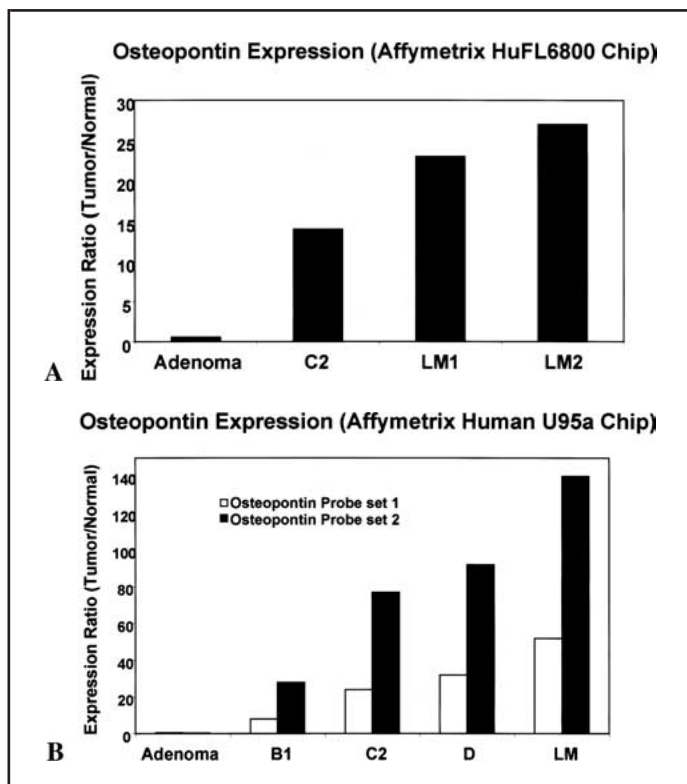 Osteopontin Expression (Affymetrix HuFL6800 Chip)
Expression Ratio (Tumor/Normal)
30
25
20
15
10
5
0
Adenoma C2 LM1 LM2
A
Osteopontin Expression (Affymetrix Human U95a Chip)
Expression Ratio (Tumor/Normal)
140
120
100
80
60
40
20
0
Osteopontin Probe set 1
Osteopontin Probe set 2
Adenoma B1 C2 D LM
B